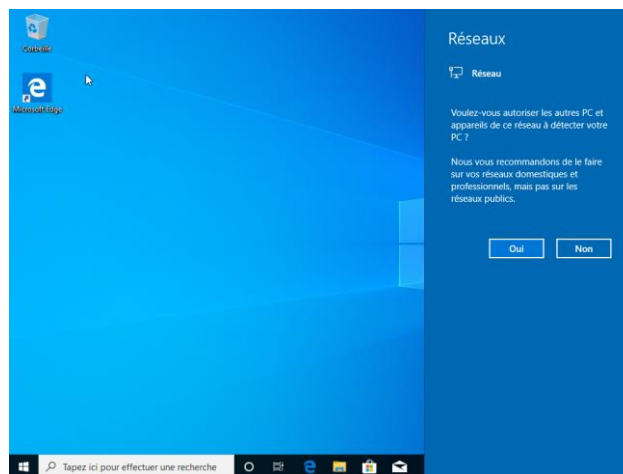 Corbeille
Microsoft Edge
Réseaux
Réseau
Voulez-vous autoriser les autres PC et
appareils de ce réseau à détecter votre
PC ?
Nous vous recommandons de le faire
sur vos réseaux domestiques et
professionnels, mais pas sur les
réseaux publics.
Oui
Non
Tapez ici pour effectuer une recherche